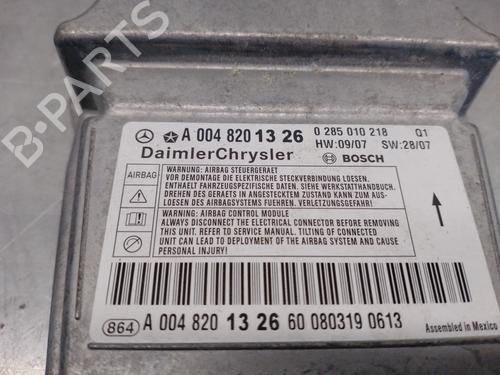 A 004 820 13 26 0 285 010 218 Q1
DaimlerChrysler HW:09/07 SW:28/07
BOSCH
AIRBAG
WARNUNG: AIRBAG STEUERGERAET
VOR DEMONTAGE DIE ELEKTRISCHE STECKVERBINDUNG LOESEN.
ENTHAELT FAHRZEUGSPEZIFISCHE DATEN. SIEHE WERKSTATTHANDBUCH.
DREHEN DES GERAETS IN ANGESTECKTEM ZUSTAND KANN ZUM AUS-
LOESEN DES AIRBAGSYSTEMS FUEHREN. VERLETZUNGSGEFAHR!
WARNING: AIRBAG CONTROL MODULE
ALWAYS DISCONNECT THE ELECTRICAL CONNECTOR BEFORE REMOVING
THIS UNIT. REFER TO SERVICE MANUAL. TILTING OF CONNECTED
UNIT CAN LEAD TO DEPLOYMENT OF THE AIRBAG SYSTEM AND CAUSE
PERSONAL INJURY!
864 A 004 820 13 26 60 080319 0613
Assembled in Mexico
B-PARTS